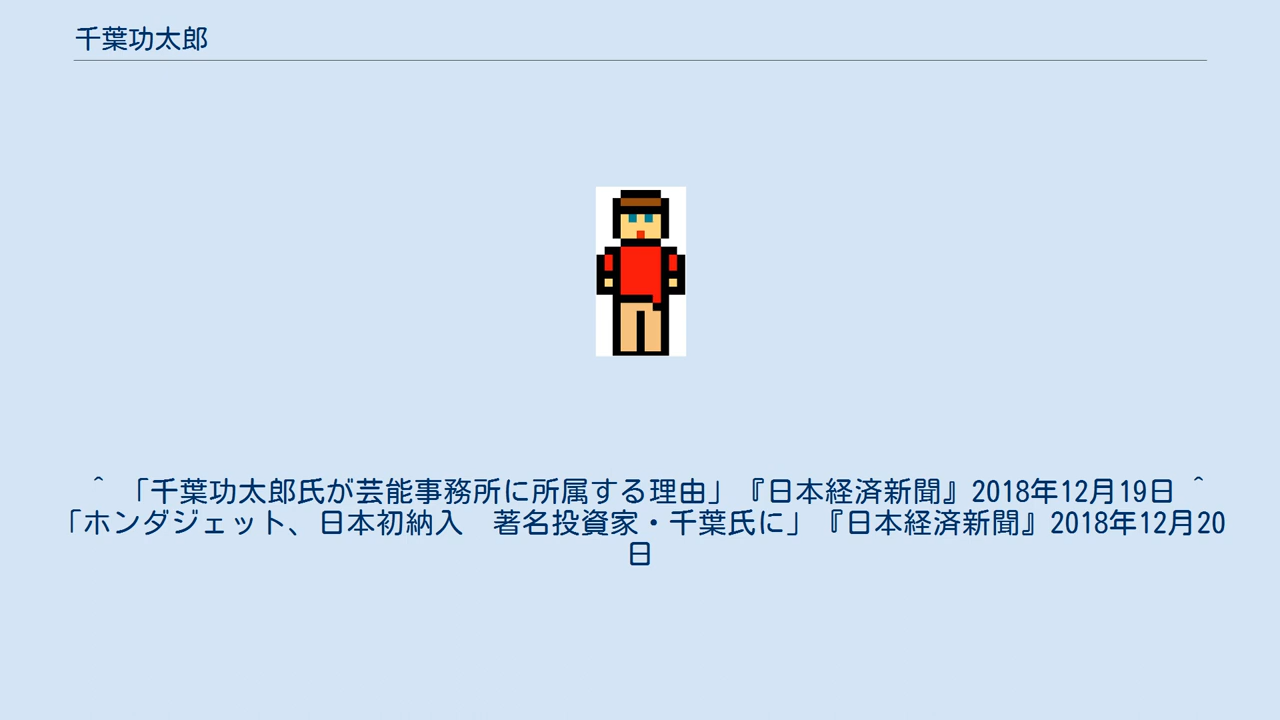 千葉功太郎
^ 「千葉功太郎氏が芸能事務所に所属する理由」『日本経済新聞』2018年12月19日 ^
「ホンダジェット、日本初納入　著名投資家・千葉氏に」『日本経済新聞』2018年12月20
日